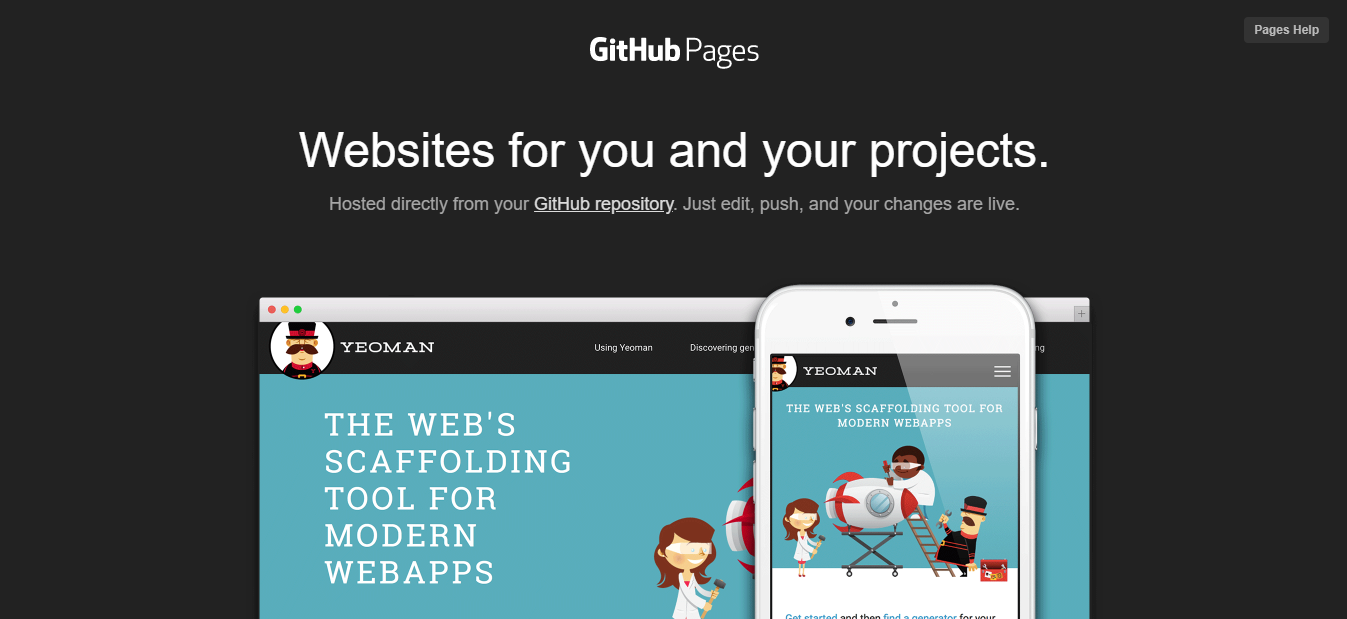 GitHub Pages
Pages Help
Websites for you and your projects.
Hosted directly from your GitHub repository. Just edit, push, and your changes are live.
YEOMAN
Using Yeoman
Discovering gen
ng
THE WEB'S
SCAFFOLDING
TOOL FOR
MODERN
WEBAPPS
YEOMAN
THE WEB'S SCAFFOLDING TOOL FOR
MODERN WEBAPPS
Get started and then find a generator for your